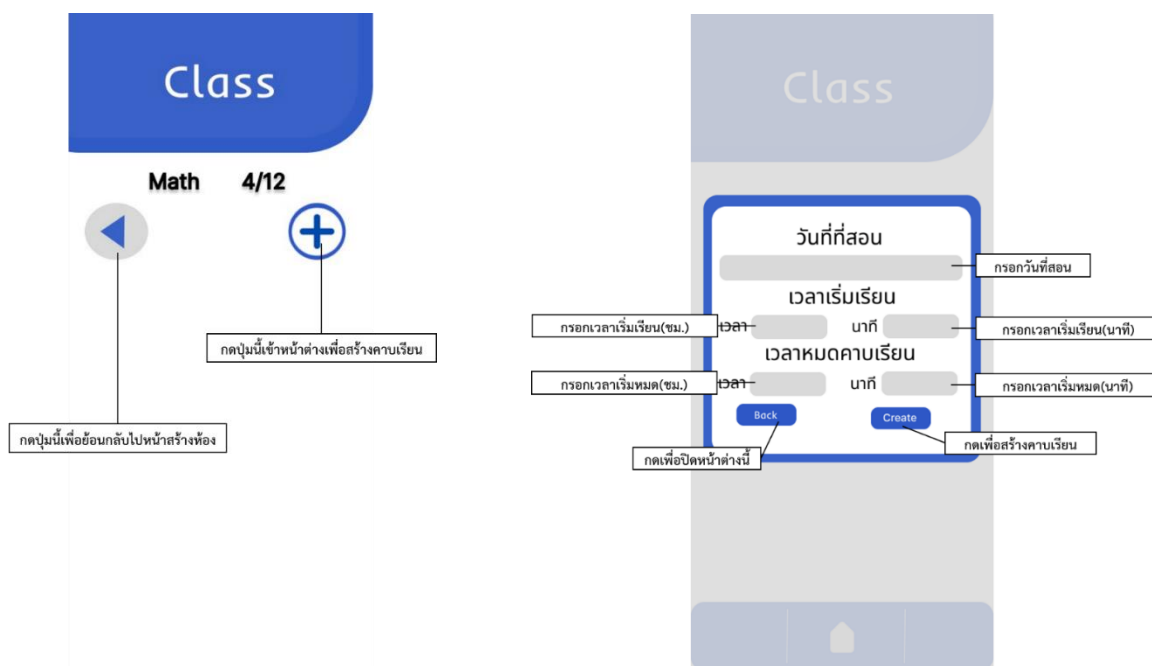 Class
Math 4/12
กดปุ่มนี้เข้าหน้าต่างเพื่อสร้างคาบเรียน
กดปุ่มนี้เพื่อย้อนกลับไปหน้าสร้างห้อง
Class
วันที่ที่สอน
กรอกวันที่สอน
เวลาเริ่มเรียน
กรอกเวลาเริ่มเรียน(ชม.) เวลา นาที กรอกเวลาเริ่มเรียน(นาที)
เวลาหมดคาบเรียน
กรอกเวลาเริ่มหมด(ชม.) เวลา นาที กรอกเวลาเริ่มหมด(นาที)
Back Create
กดเพื่อสร้างคาบเรียน
กดเพื่อปิดหน้าต่างนี้